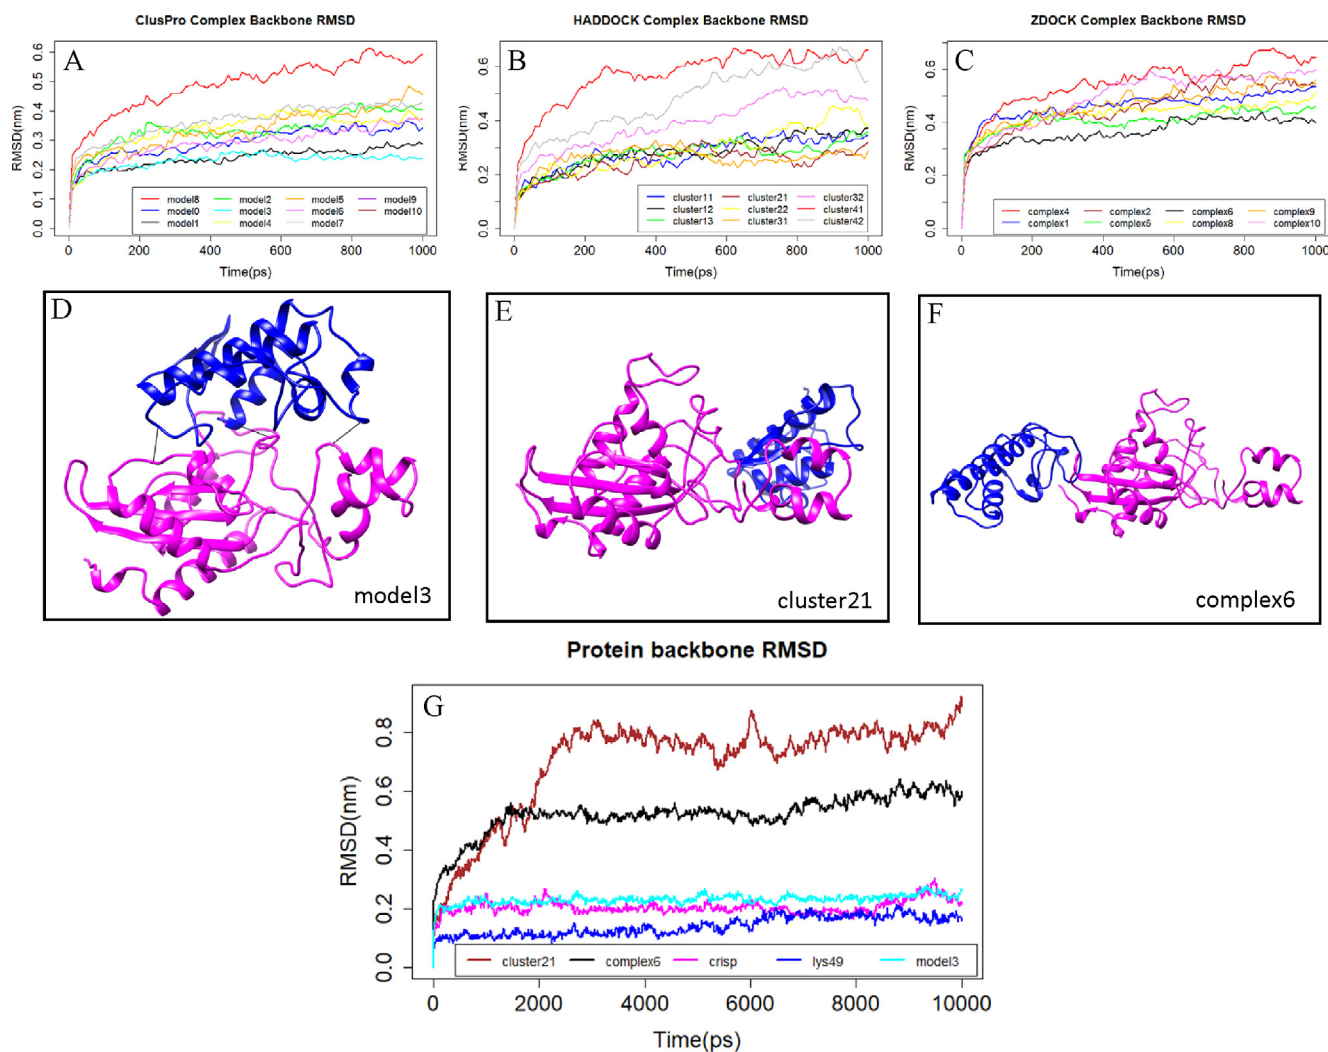 ClusPro Complex Backbone RMSD
A
RMSD(nm)
0.0 0.1 0.2 0.3 0.4 0.5 0.6
model8 model2 model5 model9
model0 model3 model6 model10
model1 model4 model7
0 200 400 600 800 1000
Time(ps)
HADDOCK Complex Backbone RMSD
B
RMSD(nm)
0.0 0.2 0.4 0.6
cluster11 cluster21 cluster32
cluster12 cluster22 cluster41
cluster13 cluster31 cluster42
0 200 400 600 800 1000
Time(ps)
ZDOCK Complex Backbone RMSD
C
RMSD(nm)
0.0 0.2 0.4 0.6
complex4 complex2 complex6 complex9
complex1 complex5 complex8 complex10
0 200 400 600 800 1000
Time(ps)
D
model3
E
cluster21
F
complex6
Protein backbone RMSD
G
RMSD(nm)
0.0 0.2 0.4 0.6 0.8
cluster21 complex6 crisp lys49 model3
0 2000 4000 6000 8000 10000
Time(ps)